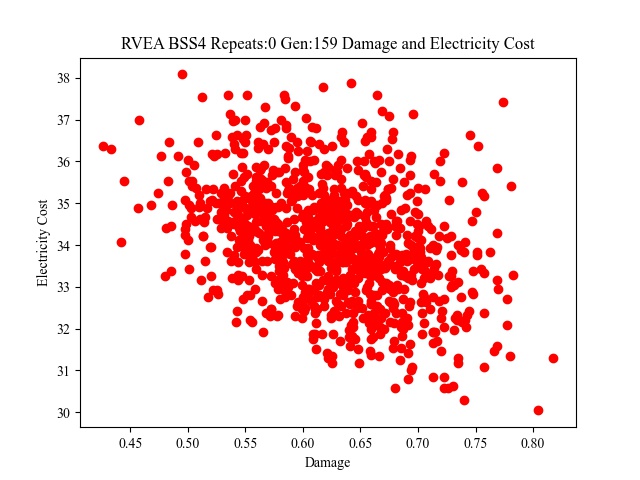 RVEA BSS4 Repeats:0 Gen:159 Damage and Electricity Cost
38
37
36
35
34
33
32
31
30
Electricity Cost
0.45 0.50 0.55 0.60 0.65 0.70 0.75 0.80
Damage